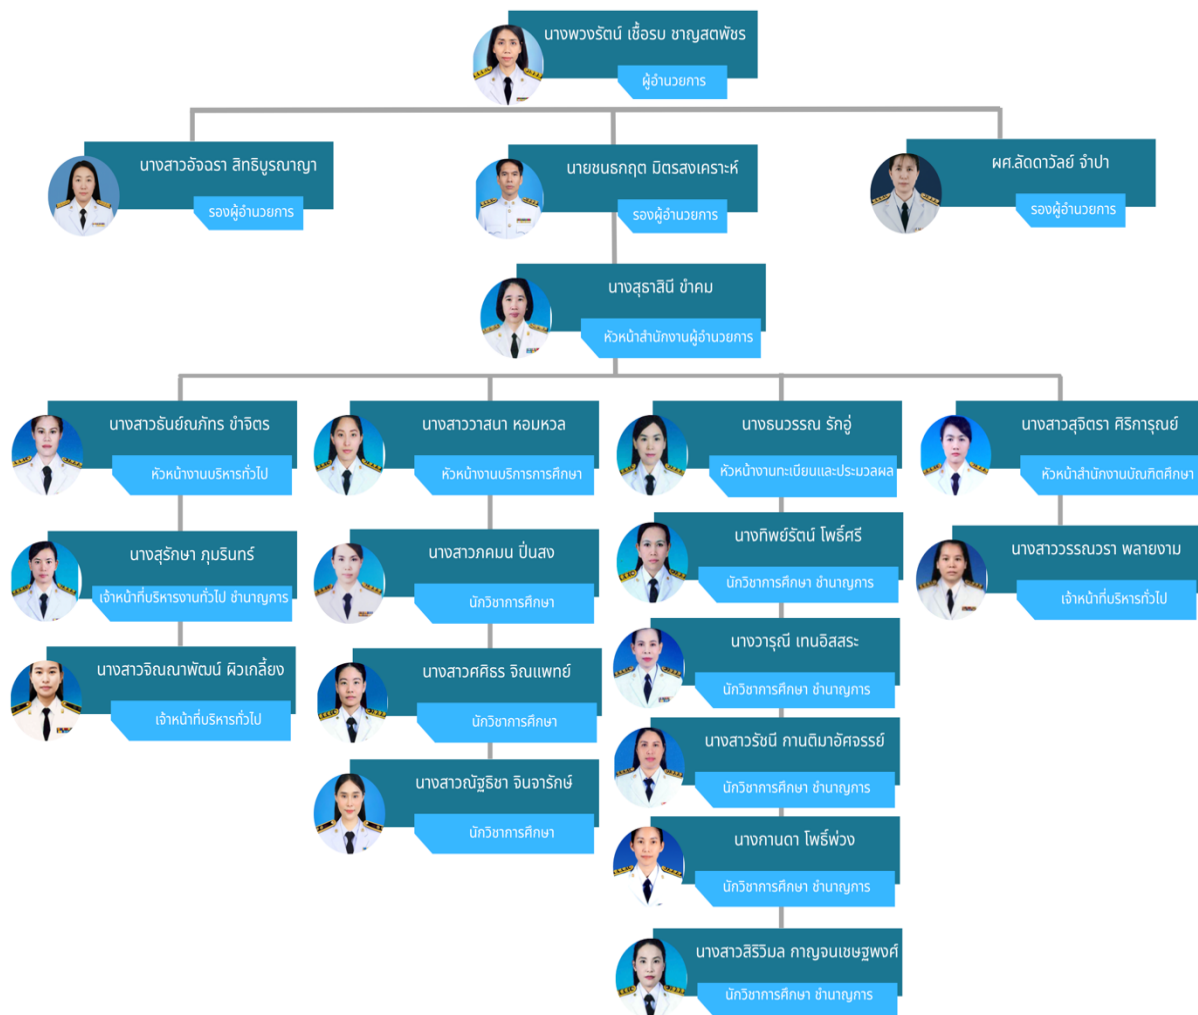 นางพวงรัตน์ เชื้อรบ ชาญสตพัชร
ผู้อำนวยการ
นางสาวอัจฉรา สิทธิบูรณาญา
รองผู้อำนวยการ
นายชนรกฤต มิตรสงเคราะห์
รองผู้อำนวยการ
ผศ.ลัดดาวัลย์ จำปา
รองผู้อำนวยการ
นางสุธาสินี ขำคม
หัวหน้าสำนักงานผู้อำนวยการ
นางสาวธันย์ณภัทร ขำจิตร
หัวหน้างานบริหารทั่วไป
นางสาววาสนา หอมหวล
หัวหน้างานบริการการศึกษา
นางธนวรรณ รักอู่
หัวหน้างานทะเบียนและประมวลผล
นางสาวสุจิตรา ศิริการุณย์
หัวหน้าสำนักงานบัณฑิตศึกษา
นางสุรักษา ภุมรินทร์
เจ้าหน้าที่บริหารงานทั่วไป ชำนาญการ
นางสาวภคมน ปิ่นสง
นักวิชาการศึกษา
นางทิพย์รัตน์ โพธิ์ศรี
นักวิชาการศึกษา ชำนาญการ
นางสาววรรณวรา พลายงาม
เจ้าหน้าที่บริหารทั่วไป
นางสาวจิณณาพัฒน์ ผิวเกลี้ยง
เจ้าหน้าที่บริหารทั่วไป
นางสาวศศิธร จิณแพทย์
นักวิชาการศึกษา
นางวารุณี เทนอิสสระ
นักวิชาการศึกษา ชำนาญการ
นางสาวณัฐธิชา จินจารักษ์
นักวิชาการศึกษา
นางสาวรัชนี กานติมาอัศจรรย์
นักวิชาการศึกษา ชำนาญการ
นางกานดา โพธิ์พ่วง
นักวิชาการศึกษา ชำนาญการ
นางสาวสิริวิมล กาญจนเชษฐพงศ์
นักวิชาการศึกษา ชำนาญการ